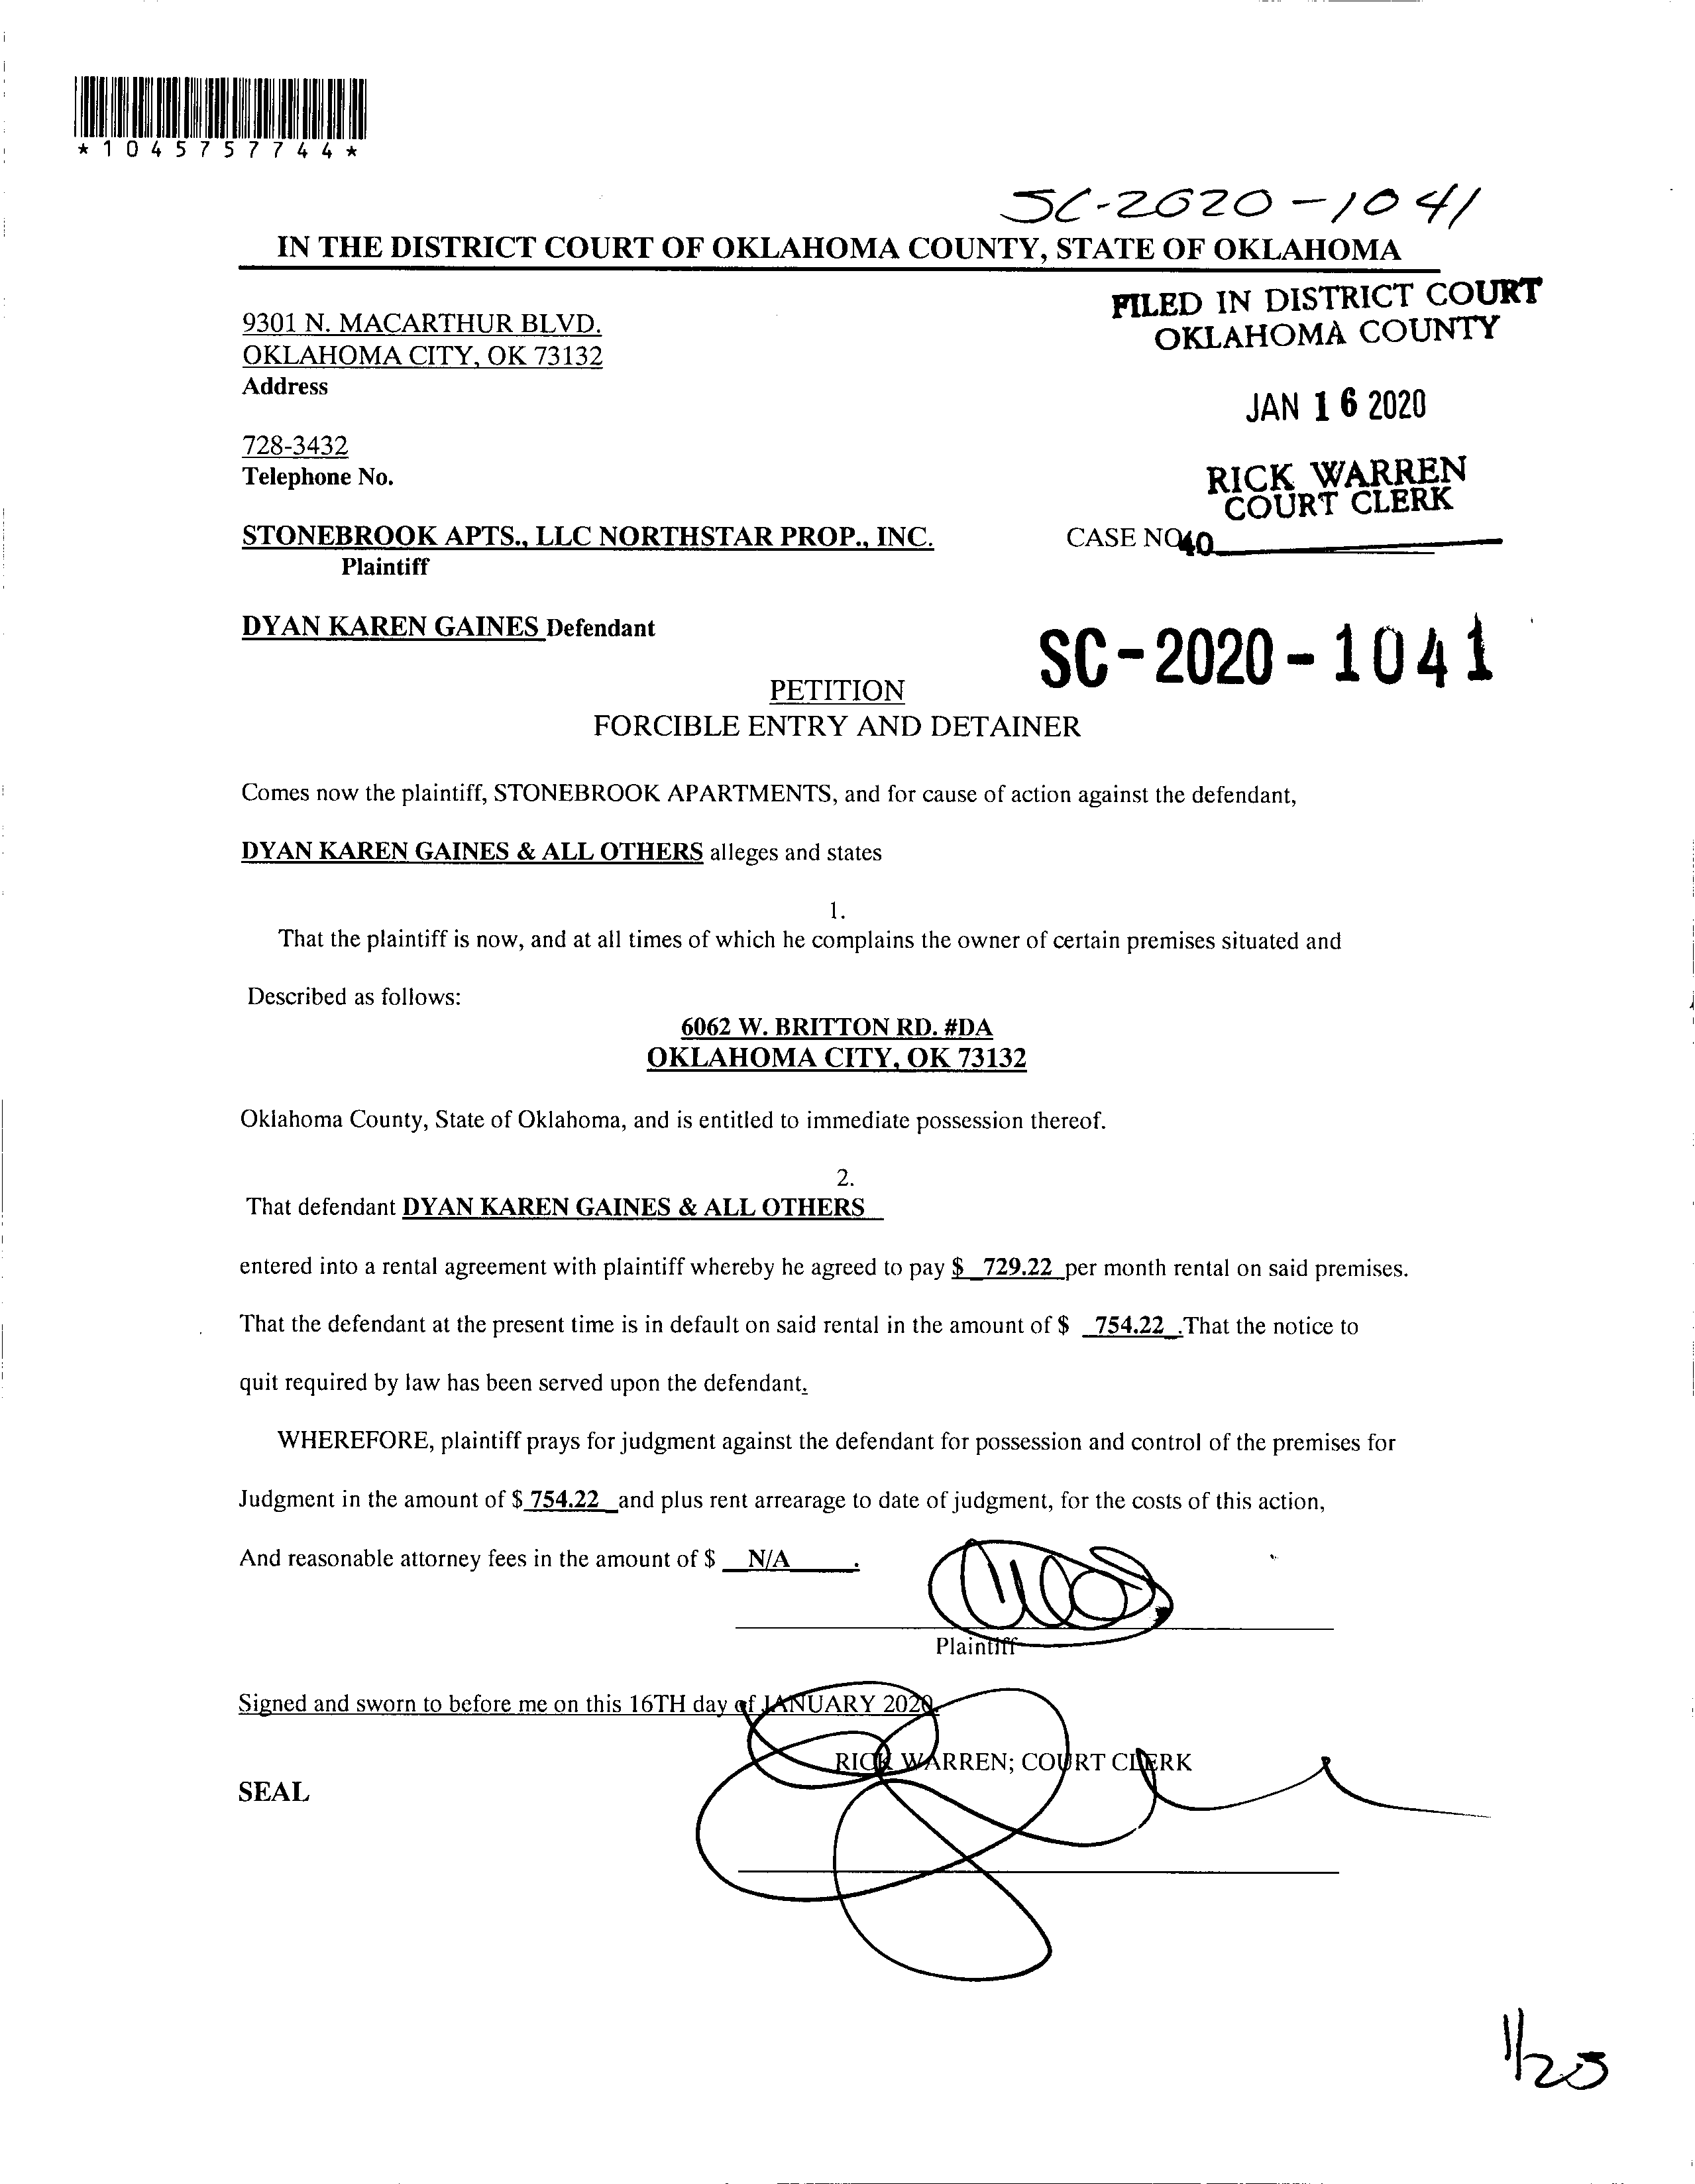 *1045757744*
SC-2020-1041
IN THE DISTRICT COURT OF OKLAHOMA COUNTY, STATE OF OKLAHOMA
FILED IN DISTRICT COURT
OKLAHOMA COUNTY
9301 N. MACARTHUR BLVD.
OKLAHOMA CITY, OK 73132
Address
JAN 16 2020
728-3432
Telephone No.
RICK WARREN
COURT CLERK
STONEBROOK APTS., LLC NORTHSTAR PROP., INC.
CASE NO
40
Plaintiff
DYAN KAREN GAINES Defendant
SC-2020-1041
PETITION
FORCIBLE ENTRY AND DETAINER
Comes now the plaintiff, STONEBROOK APARTMENTS, and for cause of action against the defendant,
DYAN KAREN GAINES & ALL OTHERS alleges and states
1.
That the plaintiff is now, and at all times of which he complains the owner of certain premises situated and
Described as follows:
6062 W. BRITTON RD. #DA
OKLAHOMA CITY, OK 73132
Oklahoma County, State of Oklahoma, and is entitled to immediate possession thereof.
2.
That defendant DYAN KAREN GAINES & ALL OTHERS
entered into a rental agreement with plaintiff whereby he agreed to pay $ 729.22 per month rental on said premises.
That the defendant at the present time is in default on said rental in the amount of $ 754.22 .That the notice to
quit required by law has been served upon the defendant.
WHEREFORE, plaintiff prays for judgment against the defendant for possession and control of the premises for
Judgment in the amount of $ 754.22 and plus rent arrearage to date of judgment, for the costs of this action,
And reasonable attorney fees in the amount of $ N/A .
Plaintiff
Signed and sworn to before me on this 16TH day of JANUARY 2020.
RICK WARREN; COURT CLERK
SEAL
1/23